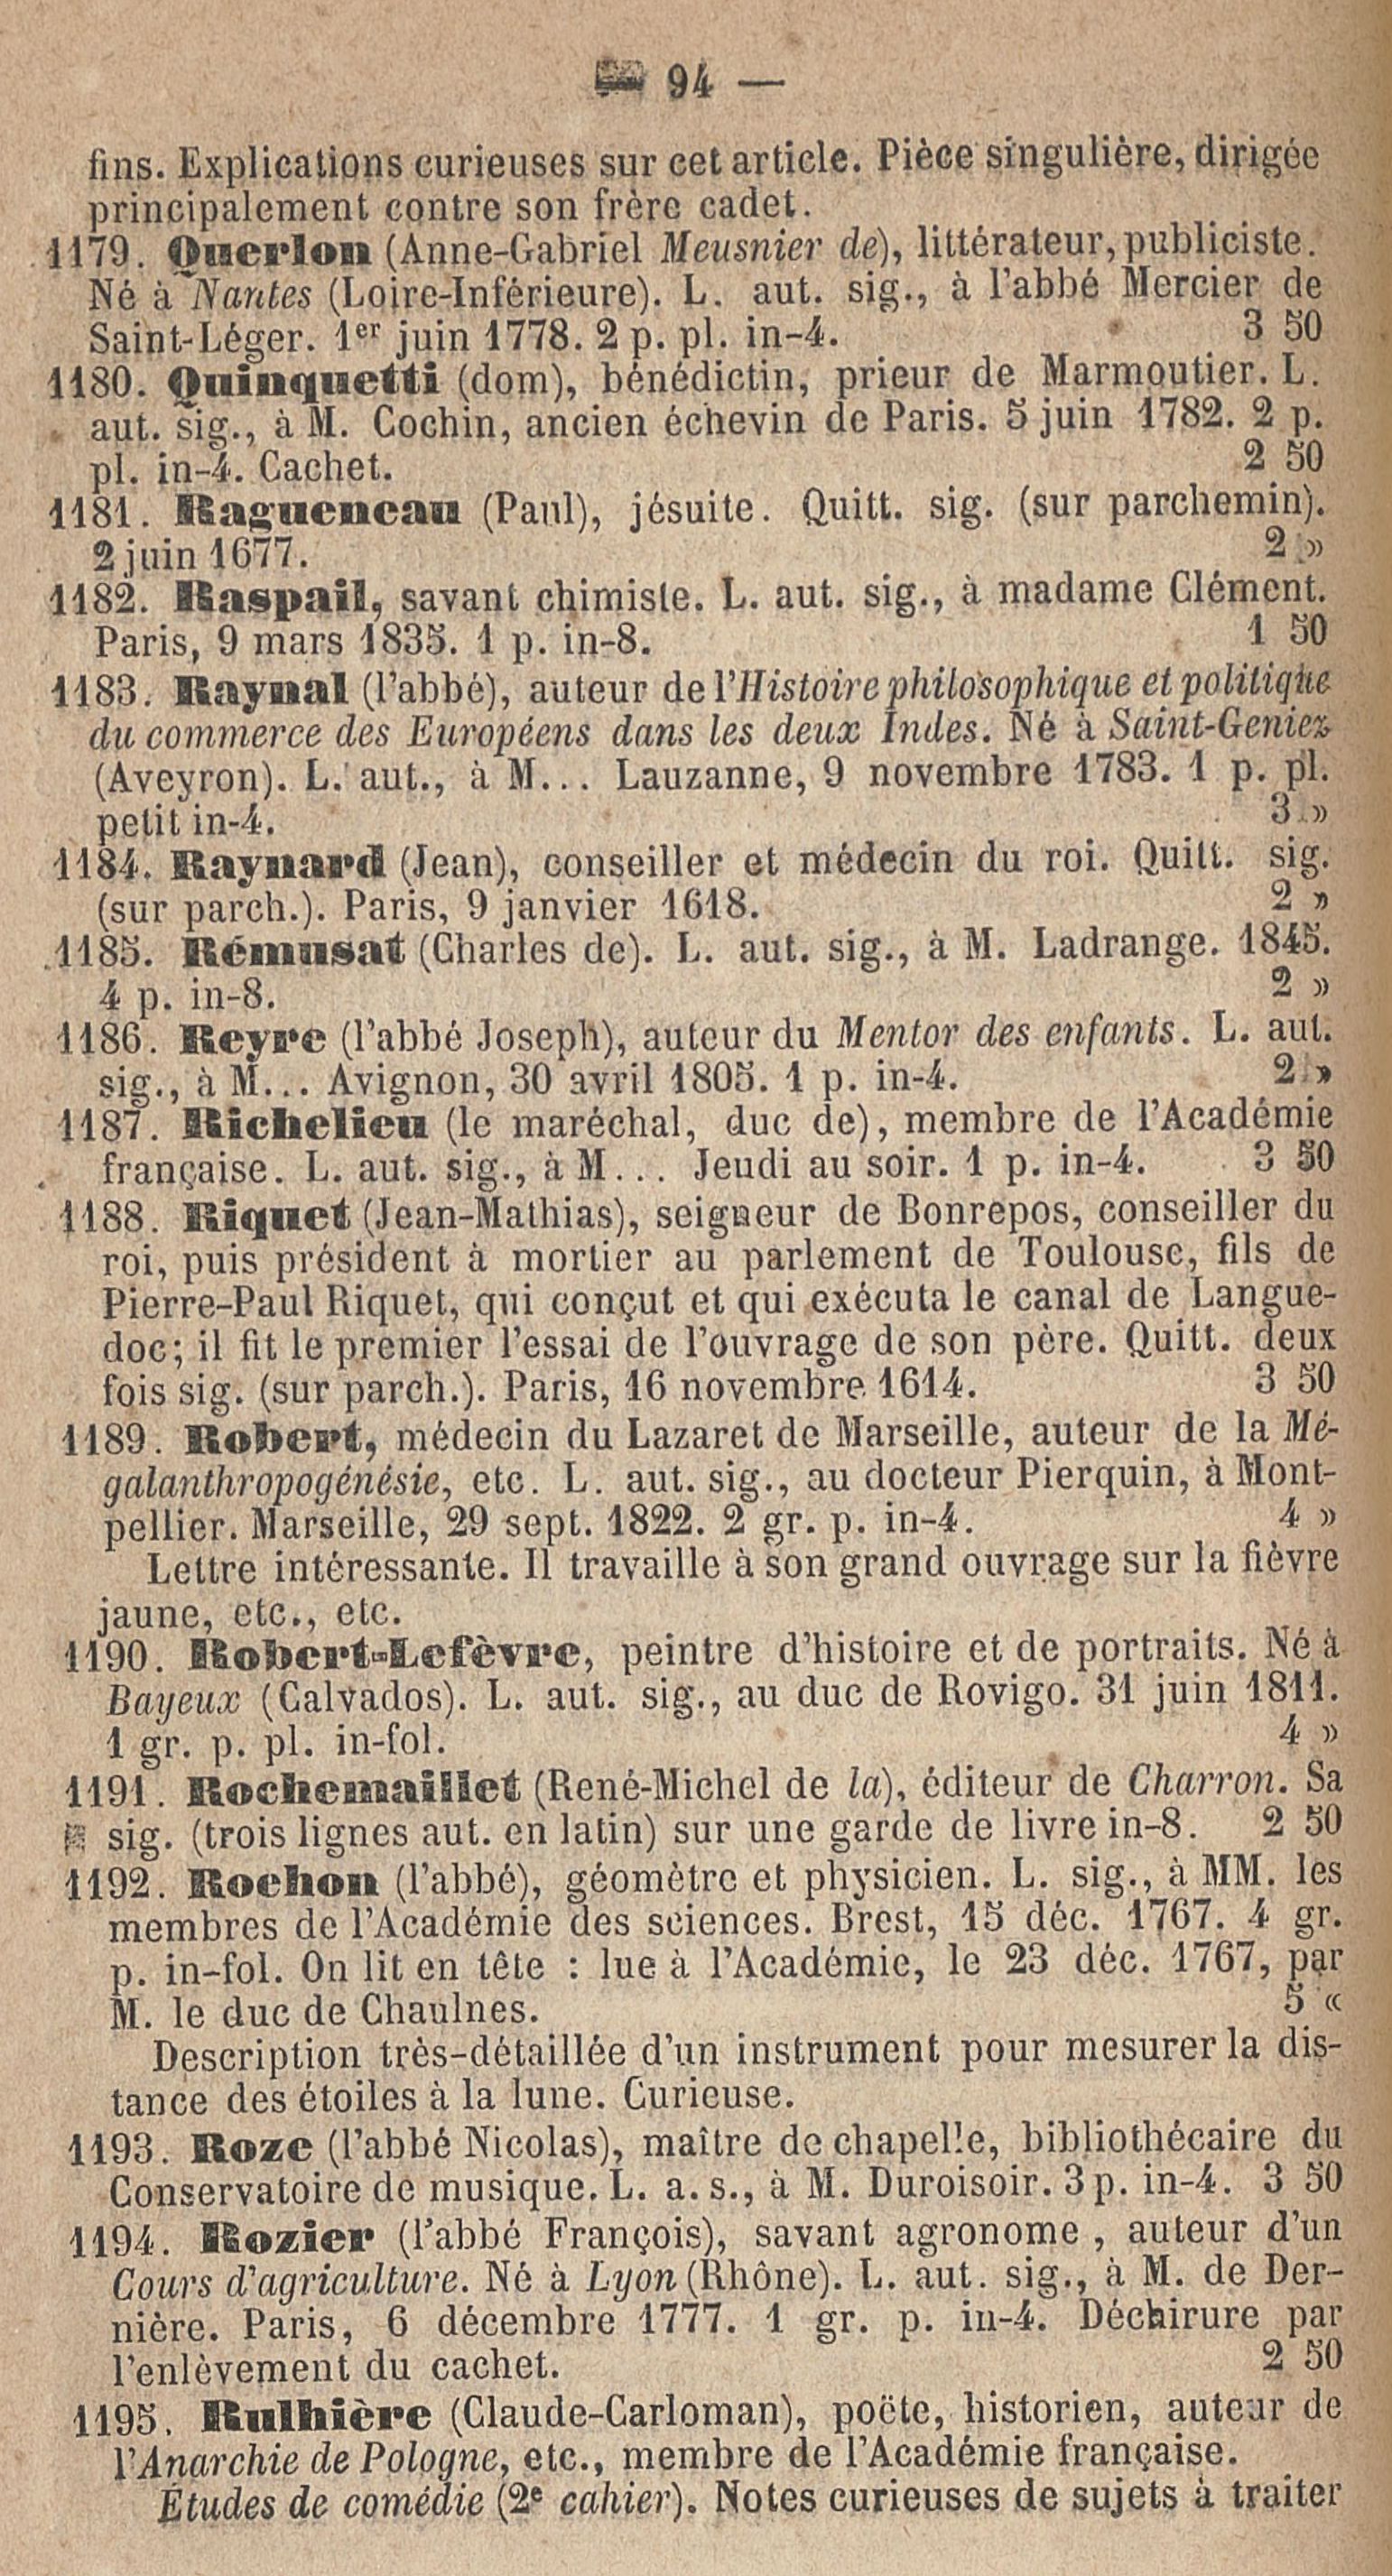 — 94 —
fins. Explications curieuses sur cet article. Pièce singulière, dirigée
principalement contre son frère cadet.
1179. Querlon (Anne-Gabriel Meusnier de), littérateur, publiciste.
Né à Nantes (Loire-Inférieure). L. aut. sig., à l'abbé Mercier de
Saint-Léger. 1er juin 1778. 2 p. pl. in-4. 3 50
1180. Quinquetti (dom), bénédictin, prieur de Marmoutier. L.
aut. sig., à M. Cochin, ancien échevin de Paris. 5 juin 1782. 2 p.
pl. in-4. Cachet. 2 50
1181. Ragueneau (Paul), jésuite. Quitt. sig. (sur parchemin).
2 juin 1677. 2 »
1182. Raspail, savant chimiste. L. aut. sig., à madame Clément.
Paris, 9 mars 1835. 1 p. in-8. 1 50
1183. Raynal (l'abbé), auteur de l'Histoire philosophique et politique
du commerce des Européens dans les deux Indes. Né à Saint-Geniez
(Aveyron). L. aut., à M... Lauzanne, 9 novembre 1783. 1 p. pl.
petit in-4. 3 »
1184. Raynard (Jean), conseiller et médecin du roi. Quitt. sig.
(sur parch.). Paris, 9 janvier 1618. 2 »
1185. Rémusat (Charles de). L. aut. sig., à M. Ladrange. 1845.
4 p. in-8. 2 »
1186. Reyre (l'abbé Joseph), auteur du Mentor des enfants. L. aut.
sig., à M... Avignon, 30 avril 1805. 1 p. in-4. 2 »
1187. Richelieu (le maréchal, duc de), membre de l'Académie
française. L. aut. sig., à M... Jeudi au soir. 1 p. in-4. 3 50
1188. Riquet (Jean-Mathias), seigneur de Bonrepos, conseiller du
roi, puis président à mortier au parlement de Toulouse, fils de
Pierre-Paul Riquet, qui conçut et qui exécuta le canal de Langue-
doc; il fit le premier l'essai de l'ouvrage de son père. Quitt. deux
fois sig. (sur parch.). Paris, 16 novembre 1614. 3 50
1189. Robert, médecin du Lazaret de Marseille, auteur de la Mé-
galanthropogénésie, etc. L. aut. sig., au docteur Pierquin, à Mont-
pellier. Marseille, 29 sept. 1822. 2 gr. p. in-4. 4 »
Lettre intéressante. Il travaille à son grand ouvrage sur la fièvre
jaune, etc., etc.
1190. Robert-Lefèvre, peintre d'histoire et de portraits. Né à
Bayeux (Calvados). L. aut. sig., au duc de Rovigo. 31 juin 1811.
1 gr. p. pl. in-fol. 4 »
1191. Rochemaillet (René-Michel de la), éditeur de Charron. Sa
sig. (trois lignes aut. en latin) sur une garde de livre in-8. 2 50
1192. Rochon (l'abbé), géomètre et physicien. L. sig., à MM. les
membres de l'Académie des sciences. Brest, 15 déc. 1767. 4 gr.
p. in-fol. On lit en tête : lue à l'Académie, le 23 déc. 1767, par
M. le duc de Chaulnes. 5 «
Description très-détaillée d'un instrument pour mesurer la dis-
tance des étoiles à la lune. Curieuse.
1193. Roze (l'abbé Nicolas), maître de chapelle, bibliothécaire du
Conservatoire de musique. L. a. s., à M. Duroisoir. 3 p. in-4. 3 50
1194. Rozier (l'abbé François), savant agronome , auteur d'un
Cours d'agriculture. Né à Lyon (Rhône). L. aut. sig., à M. de Der-
nière. Paris, 6 décembre 1777. 1 gr. p. in-4. Déchirure par
l'enlèvement du cachet. 2 50
1195. Rulhière (Claude-Carloman), poëte, historien, auteur de
l'Anarchie de Pologne, etc., membre de l'Académie française.
Études de comédie (2e cahier). Notes curieuses de sujets à traiter